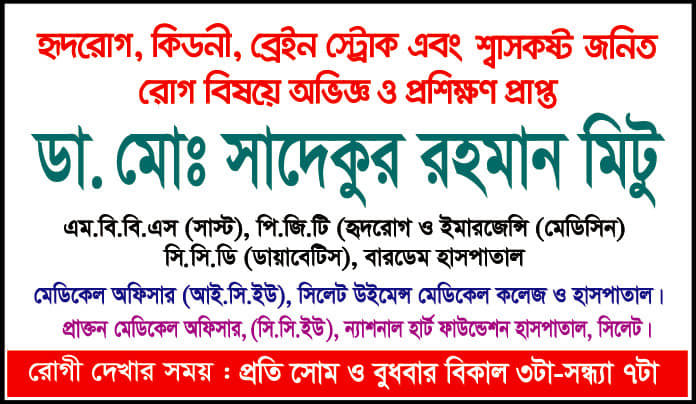 হৃদরোগ, কিডনী, ব্রেইন স্ট্রোক এবং শ্বাসকষ্ট জনিত
রোগ বিষয়ে অভিজ্ঞ ও প্রশিক্ষণ প্রাপ্ত
ডা. মোঃ সাদেকুর রহমান মিটু
এম.বি.বি.এস (সাস্ট), পি.জি.টি (হৃদরোগ ও ইমারজেন্সি (মেডিসিন)
সি.সি.ডি (ডায়াবেটিস), বারডেম হাসপাতাল
মেডিকেল অফিসার (আই.সি.ইউ), সিলেট উইমেন্স মেডিকেল কলেজ ও হাসপাতাল।
প্রাক্তন মেডিকেল অফিসার, (সি.সি.ইউ), ন্যাশনাল হার্ট ফাউন্ডেশন হাসপাতাল, সিলেট।
রোগী দেখার সময় : প্রতি সোম ও বুধবার বিকাল ৩টা-সন্ধ্যা ৭টা